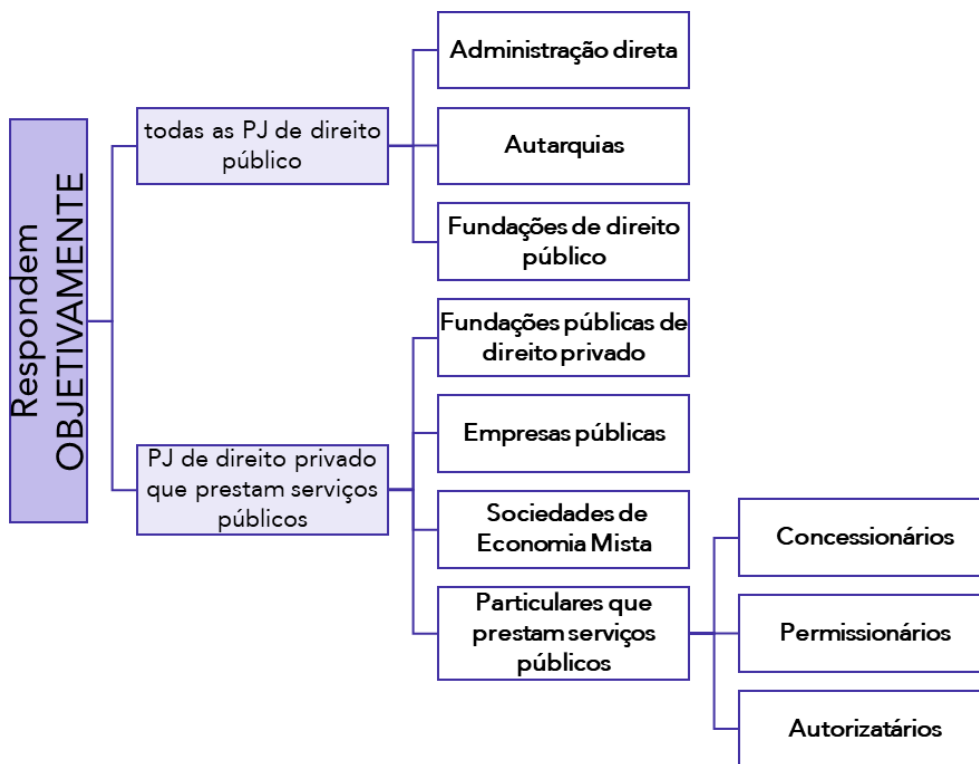 Respondem
OBJETIVAMENTE
todas as PJ de direito
público
Administração direta
Autarquias
Fundações de direito
público
PJ de direito privado
que prestam serviços
públicos
Fundações públicas de
direito privado
Empresas públicas
Sociedades de
Economia Mista
Particulares que
prestam serviços
públicos
Concessionários
Permissionários
Autorizatários